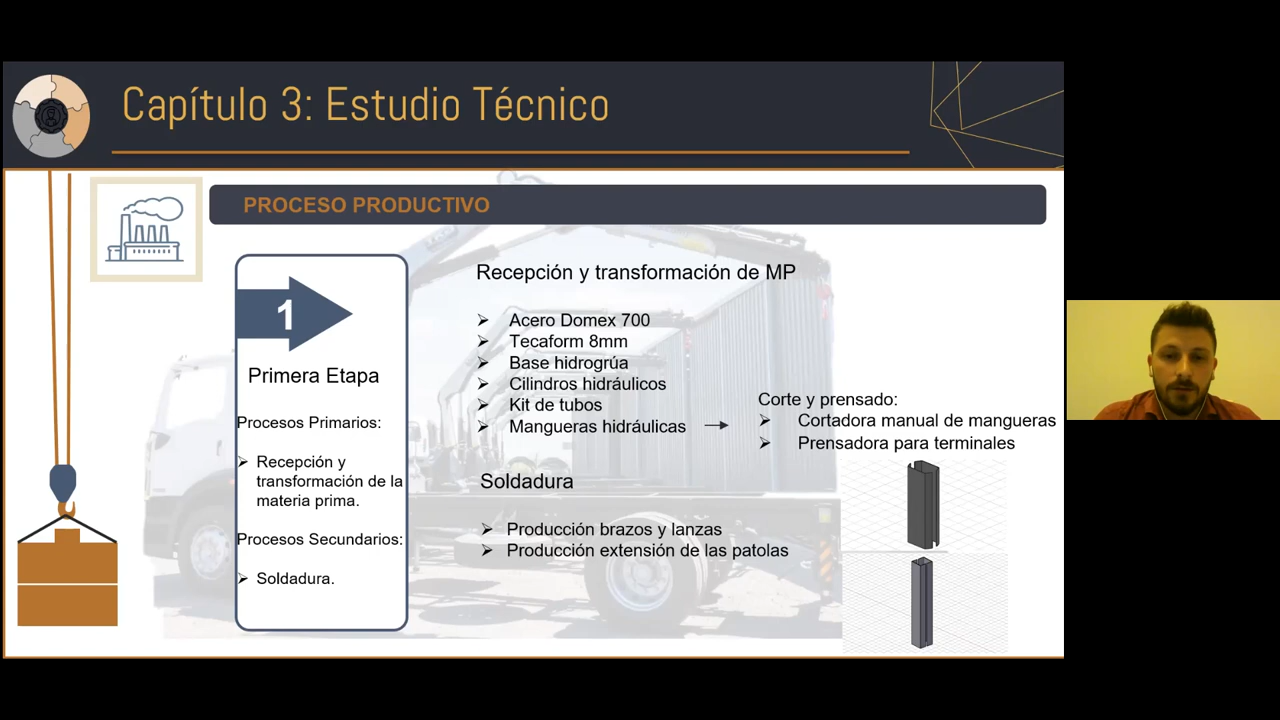 Capítulo 3: Estudio Técnico
PROCESO PRODUCTIVO
1
Primera Etapa
Procesos Primarios:
Recepción y
transformación de la
materia prima.
Procesos Secundarios:
Soldadura.
Recepción y transformación de MP
Acero Domex 700
Tecaform 8mm
Base hidrogrúa
Cilindros hidráulicos
Kit de tubos
Mangueras hidráulicas
Corte y prensado:
Cortadora manual de mangueras
Prensadora para terminales
Soldadura
Producción brazos y lanzas
Producción extensión de las patolas